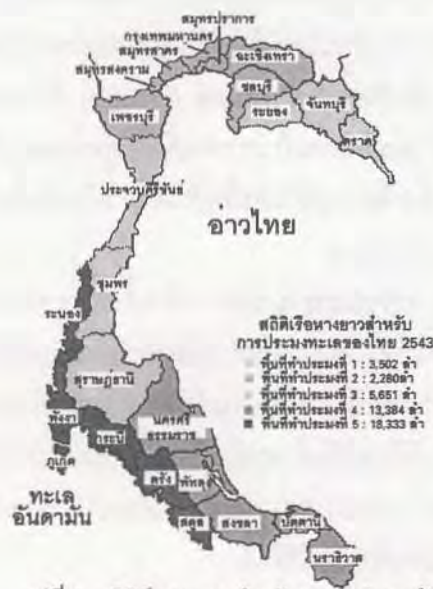 สมุทรปราการ
กรุงเทพมหานคร
สมุทรสาคร
สมุทรสงคราม
ฉะเชิงเทรา
ชลบุรี
เพชรบุรี
ระยอง
จันทบุรี
ตราด
ประจวบคีรีขันธ์
อ่าวไทย
ชุมพร
ระนอง
สถิติเรือหางยาวสำหรับ
การประมงทะเลของไทย 2543
พื้นที่ทำประมงที่ 1 : 3,502 ลำ
พื้นที่ทำประมงที่ 2 : 2,280ลำ
พื้นที่ทำประมงที่ 3 : 5,651 ลำ
พื้นที่ทำประมงที่ 4 : 13,384 ลำ
พื้นที่ทำประมงที่ 5 : 18,333 ลำ
สุราษฎ์ธานี
พังงา
กระบี่
นครศรี
ธรรมราช
ภูเก็ต
ตรัง
พัทลุง
ทะเล
อันดามัน
สตูล
สงขลา
ปัตตานี
นราธิวาส